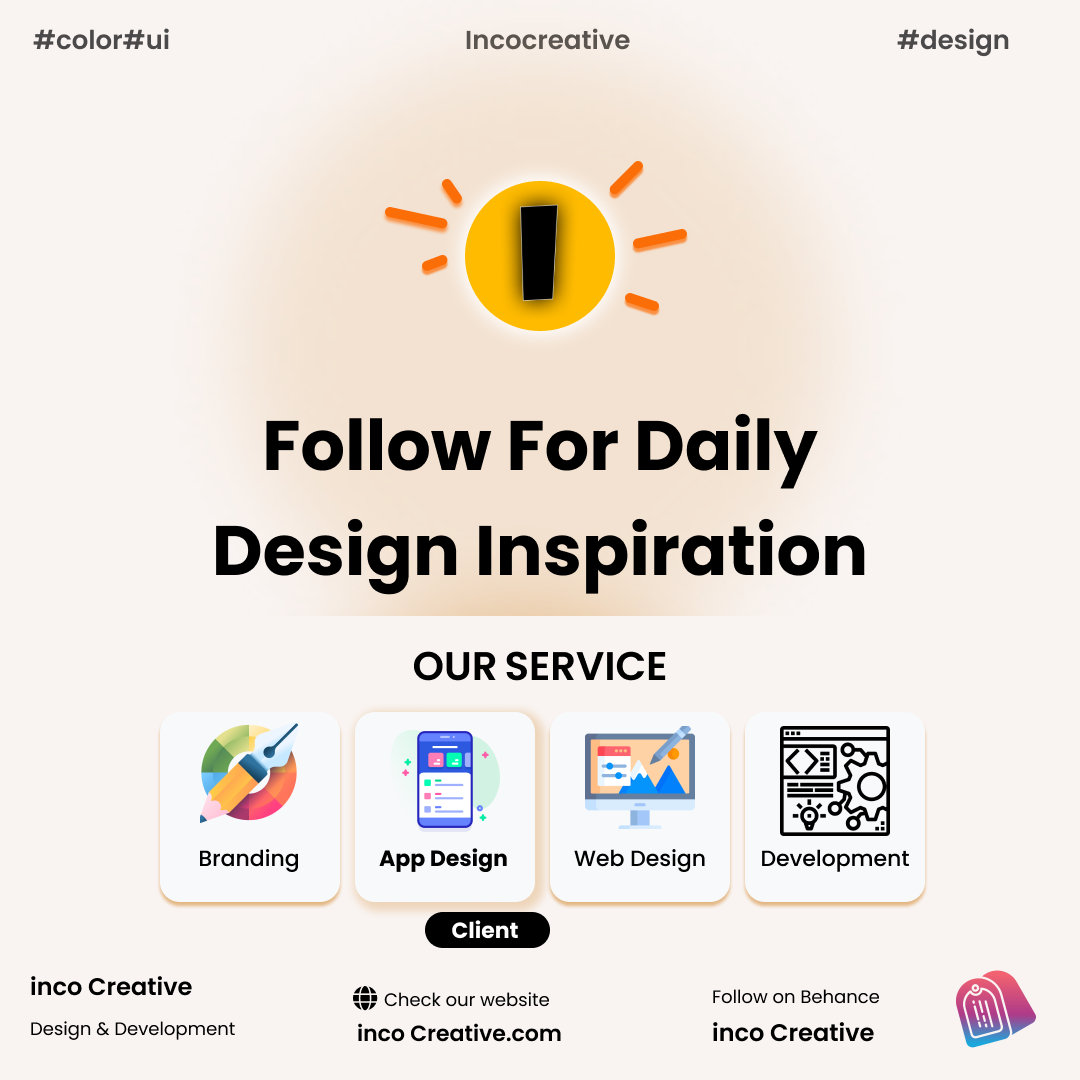 #color#ui
Incocreative
#design
I
Follow For Daily
Design Inspiration
OUR SERVICE
Branding
App Design
Web Design
Development
Client
inco Creative
Design & Development
Check our website
inco Creative.com
Follow on Behance
inco Creative